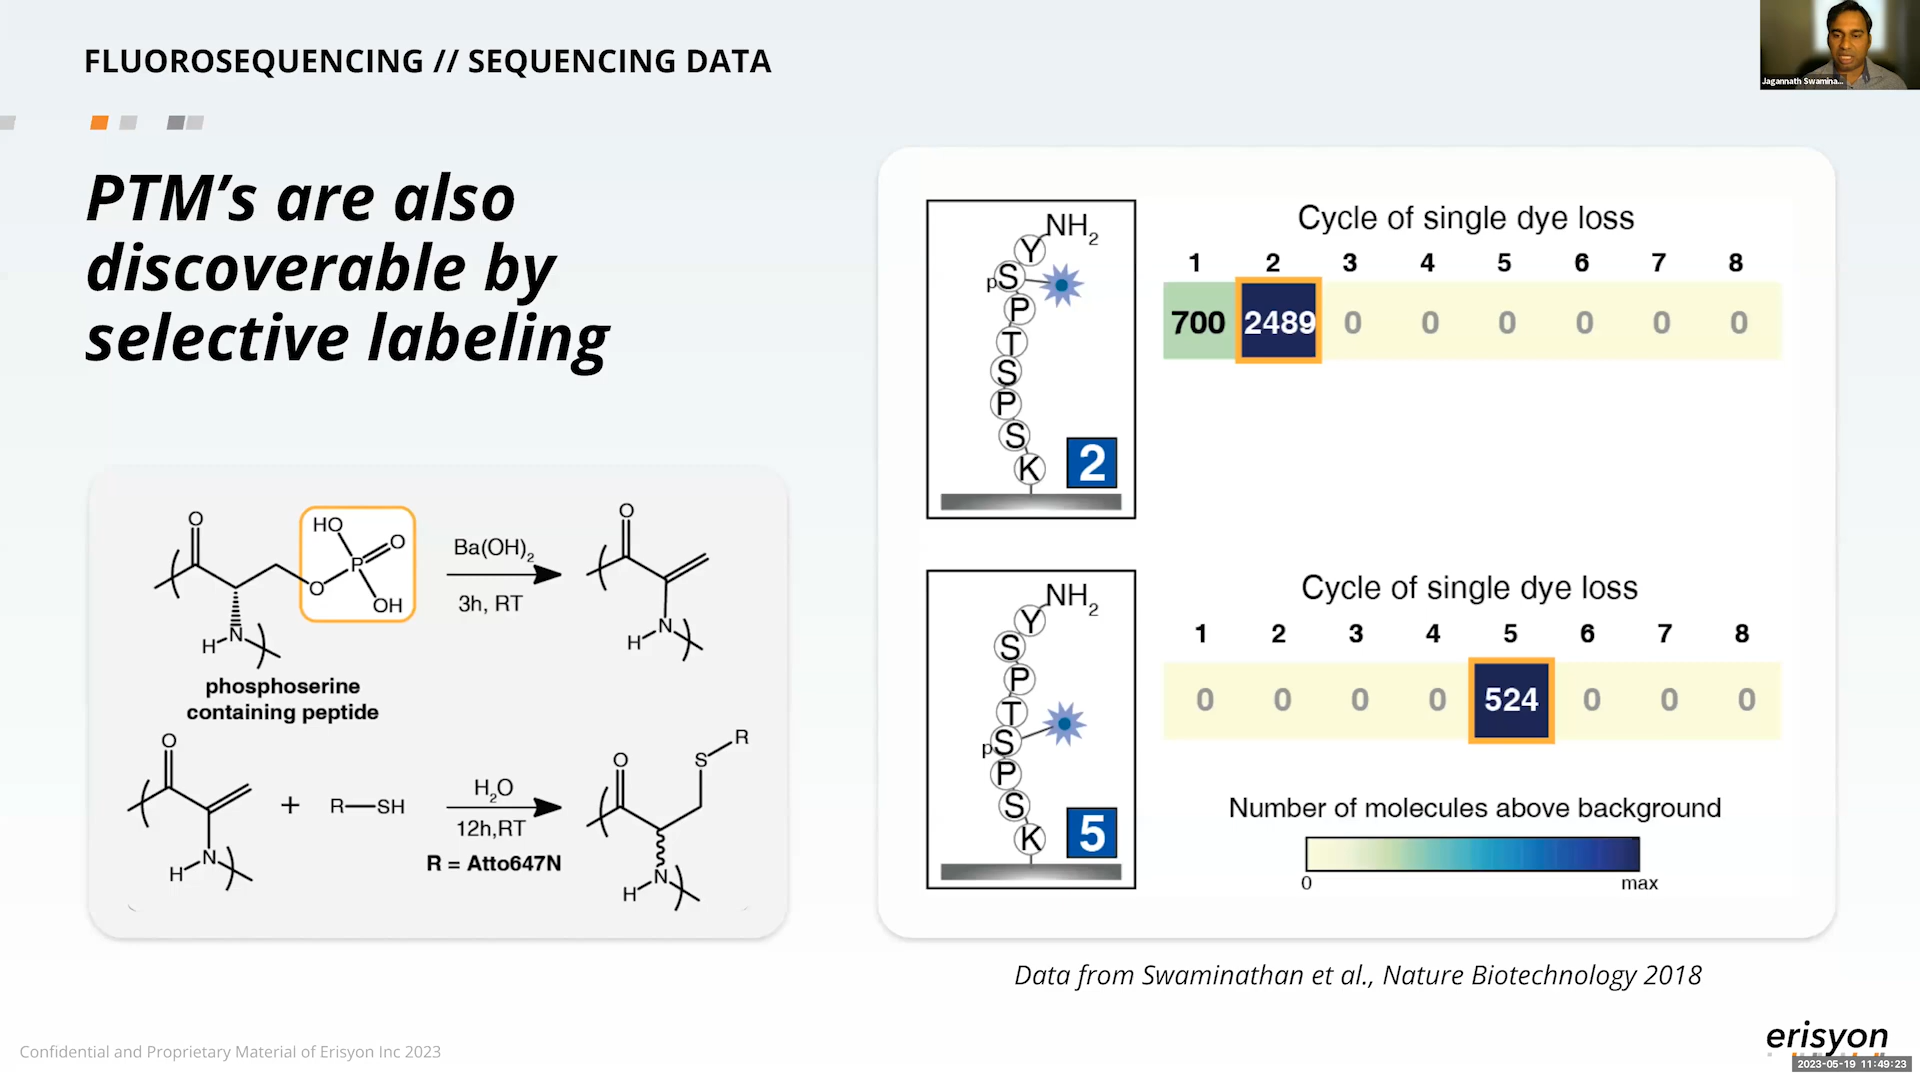 FLUOROSEQUENCING // SEQUENCING DATA
Jagannath Swamina...
PTM’s are also
discoverable by
selective labeling
O
HO
O
P
O
OH
H N
phosphoserine
containing peptide
Ba(OH)2
3h, RT
O
H N
O
H N
+
R—SH
H2O
12h,RT
R = Atto647N
O
S R
H N
NH2
Y
pS
P
T
S
P
S
K
2
Cycle of single dye loss
1 2 3 4 5 6 7 8
700 2489 0 0 0 0 0 0
NH2
Y
S
P
T
pS
P
S
K
5
Cycle of single dye loss
1 2 3 4 5 6 7 8
0 0 0 0 524 0 0 0
Number of molecules above background
0 max
Data from Swaminathan et al., Nature Biotechnology 2018
Confidential and Proprietary Material of Erisyon Inc 2023
erisyon
2023-05-19 11:49:23